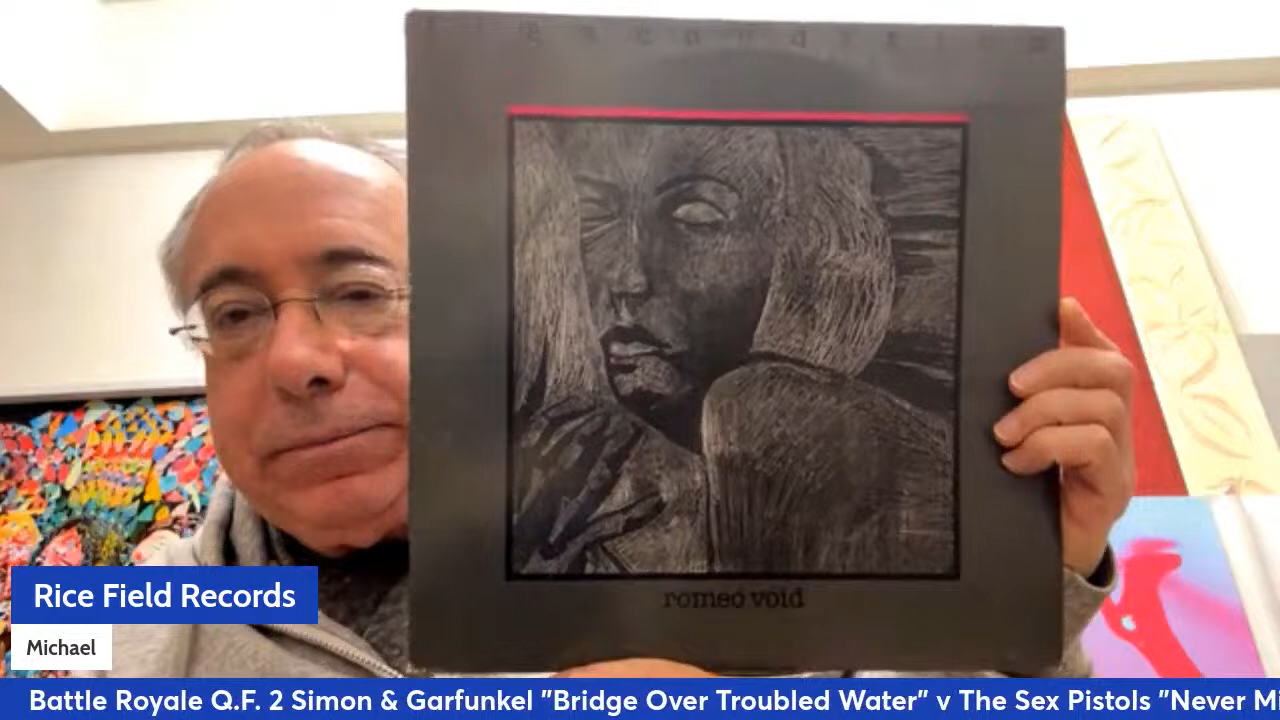 romeo void
Rice Field Records
Michael
Battle Royale Q.F. 2 Simon & Garfunkel "Bridge Over Troubled Water" v The Sex Pistols "Never Mi